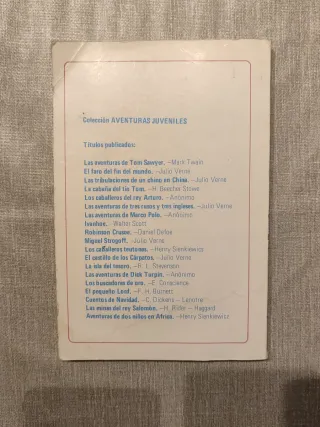 Colección AVENTURAS JUVENILES
Títulos publicados:
Las aventuras de Tom Sawyer. —Mark Twain
El faro del fin del mundo. —Julio Verne
Las tribulaciones de un chino en China. —Julio Verne
La cabaña del tío Tom. —H. Beecher Stowe
Los caballeros del rey Arturo. —Anónimo
Las aventuras de tres rusos y tres ingleses. —Julio Verne
Las aventuras de Marco Polo. —Anónimo
Ivanhoe. —Walter Scott
Robinson Crusoe. —Daniel Defoe
Miguel Strogoff. —Julio Verne
Los caballeros teutones. —Henry Sienkiewicz
El castillo de los Cárpatos. —Julio Verne
La isla del tesoro. —R. L. Stevenson
Las aventuras de Dick Turpin. —Anónimo
Los buscadores de oro. —E. Conscience
El pequeño Lord. —F. H. Burnett
Cuentos de Navidad. —C. Dickens —
Las minas del rey Salomón. —H. Rider — Haggard
Aventuras de dos niños en Africa. —Henry Sienkiewicz